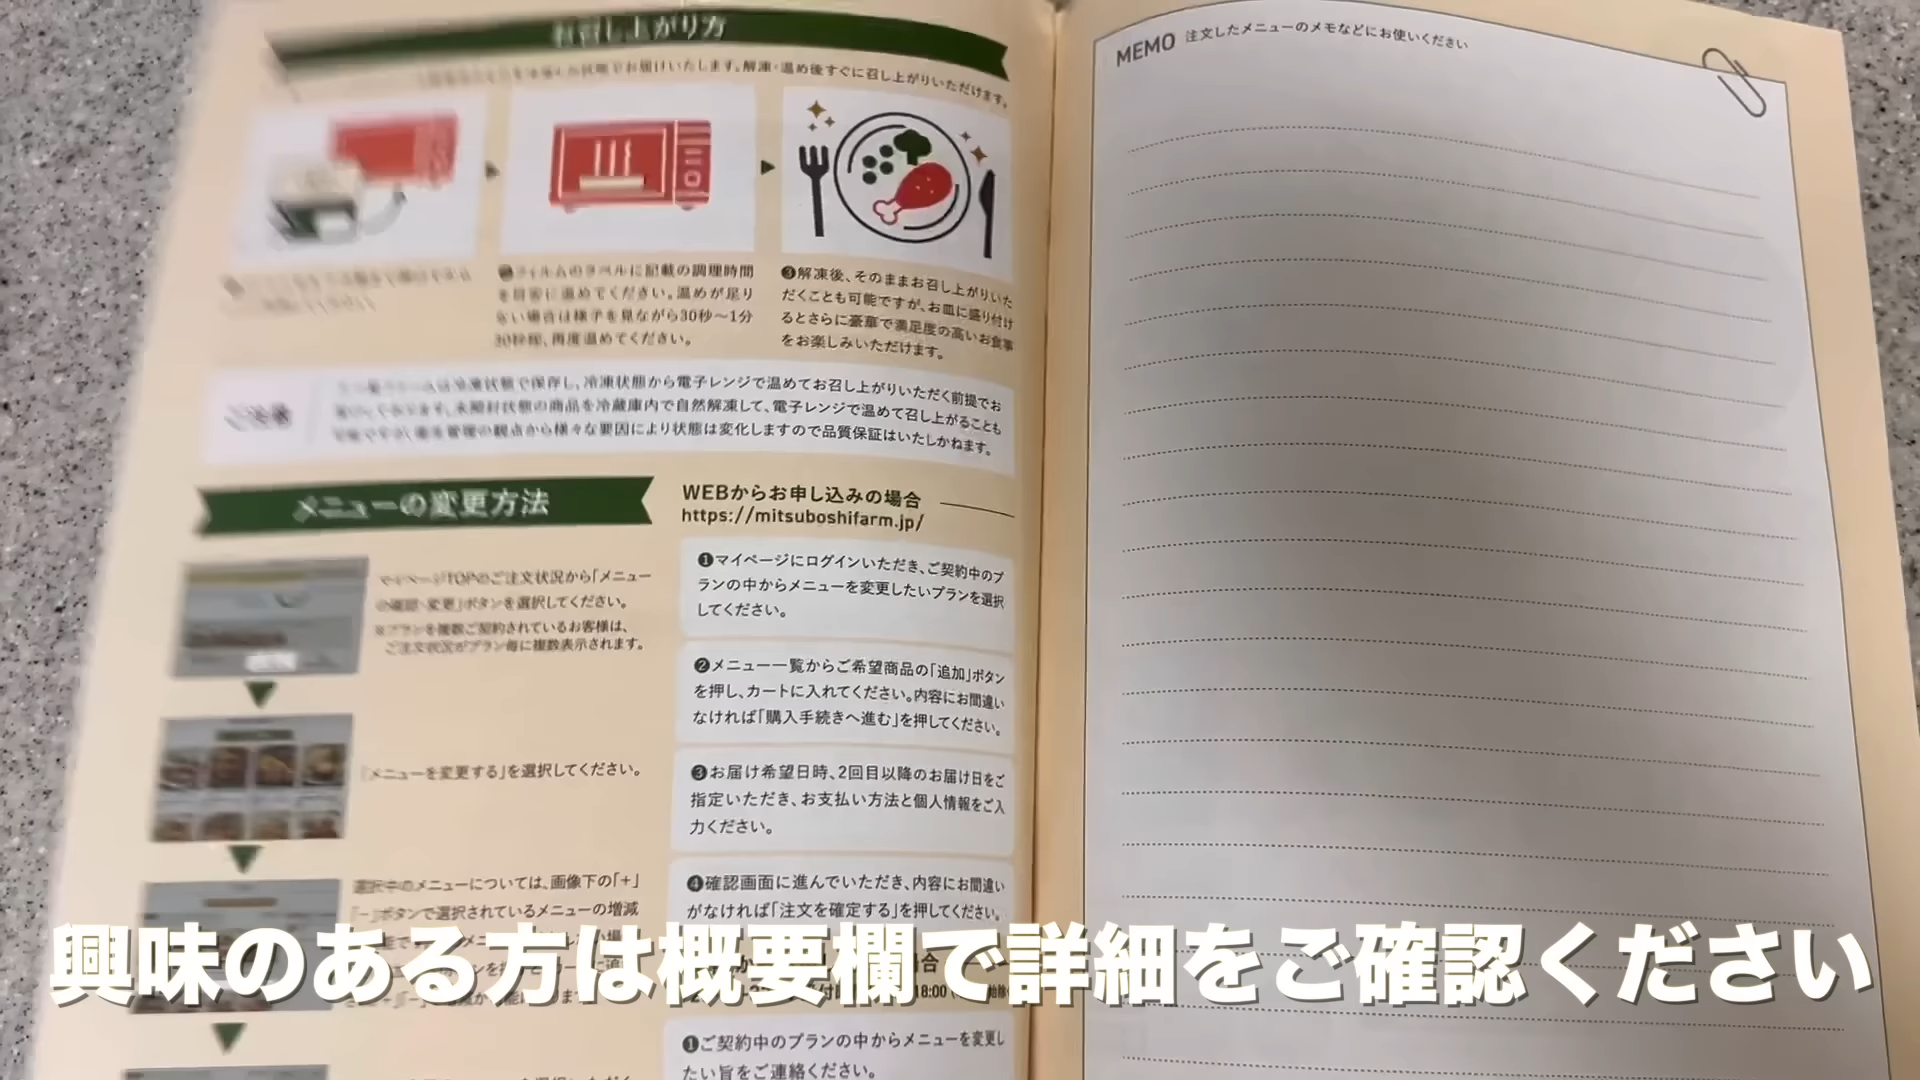 お召し上がり方
でお届けいたします。解凍・温め後すぐに召し上がりいただけます。
❷フィルムのラベルに記載の調理時間
を目安に温めてください。温めが足り
ない場合は様子を見ながら30秒〜1分
30秒程、再度温めてください。
❸解凍後、そのままお召し上がりいた
だくことも可能ですが、お皿に盛り付け
るとさらに豪華で満足度の高いお食事
をお楽しみいただけます。
は冷凍状態で保存し、冷凍状態から電子レンジで温めてお召し上がりいただく前提でお
未開封状態の商品を冷蔵庫内で自然解凍して、電子レンジで温めて召し上がることも
衛生管理の観点から様々な要因により状態は変化しますので品質保証はいたしかねます。
メニューの変更方法
マイページTOPのご注文状況から「メニュー
の確認・変更」ボタンを選択してください。
※プランを複数ご契約されているお客様は、
ご注文状況がプラン毎に複数表示されます。
「メニューを変更する」を選択してください。
選択中のメニューについては、画像下の「+」
「−」ボタンで選択されているメニューの増減
WEBからお申し込みの場合
https://mitsuboshifarm.jp/
❶マイページにログインいただき、ご契約中のプ
ランの中からメニューを変更したいプランを選択
してください。
❷メニュー一覧からご希望商品の「追加」ボタン
を押し、カートに入れてください。内容にお間違い
なければ「購入手続きへ進む」を押してください。
❸お届け希望日時、2回目以降のお届け日をご
指定いただき、お支払い方法と個人情報をご入
力ください。
❹確認画面に進んでいただき、内容にお間違い
がなければ「注文を確定する」を押してください。
18:00
❶ご契約中のプランの中からメニューを変更し
たい旨をご連絡ください。
MEMO 注文したメニューのメモなどにお使いください
興味のある方は概要欄で詳細をご確認ください